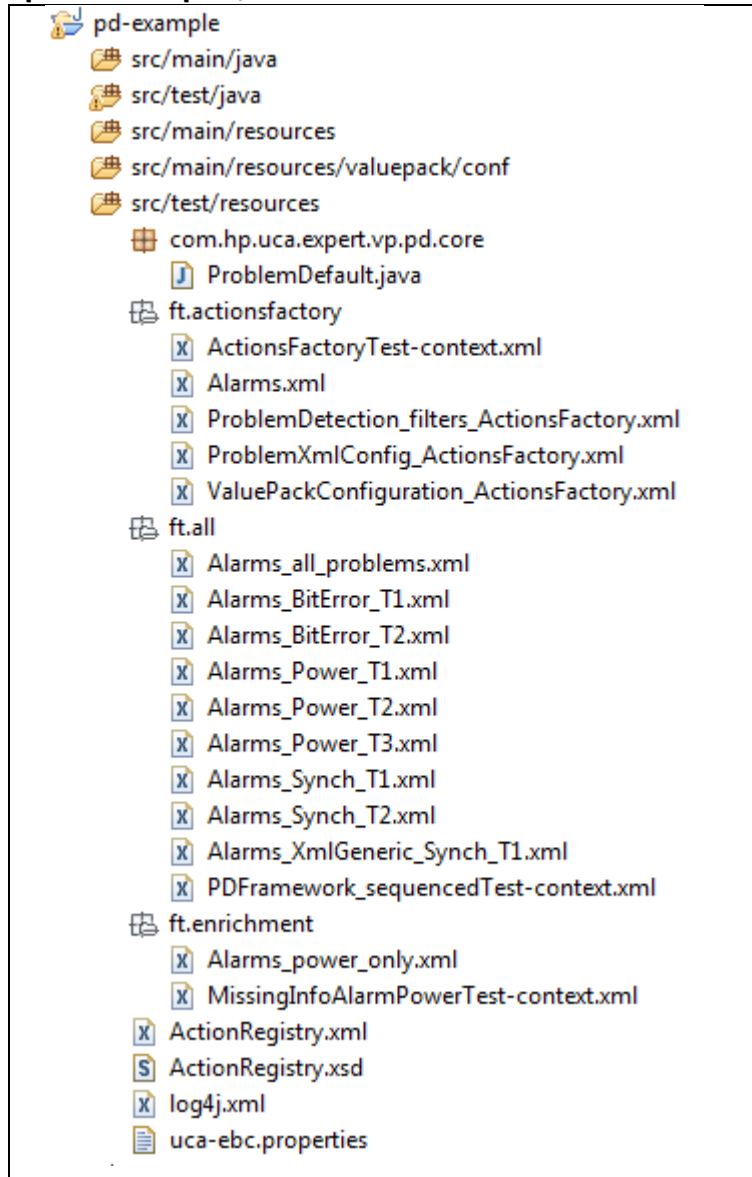 pd-example
src/main/java
src/test/java
src/main/resources
src/main/resources/valuepack/conf
src/test/resources
com.hp.uca.expert.vp.pd.core
ProblemDefault.java
ft.actionsfactory
ActionsFactoryTest-context.xml
Alarms.xml
ProblemDetection_filters_ActionsFactory.xml
ProblemXmlConfig_ActionsFactory.xml
ValuePackConfiguration_ActionsFactory.xml
ft.all
Alarms_all_problems.xml
Alarms_BitError_T1.xml
Alarms_BitError_T2.xml
Alarms_Power_T1.xml
Alarms_Power_T2.xml
Alarms_Power_T3.xml
Alarms_Synch_T1.xml
Alarms_Synch_T2.xml
Alarms_XmlGeneric_Synch_T1.xml
PDFramework_sequencedTest-context.xml
ft.enrichment
Alarms_power_only.xml
MissingInfoAlarmPowerTest-context.xml
ActionRegistry.xml
ActionRegistry.xsd
log4j.xml
uca-ebc.properties